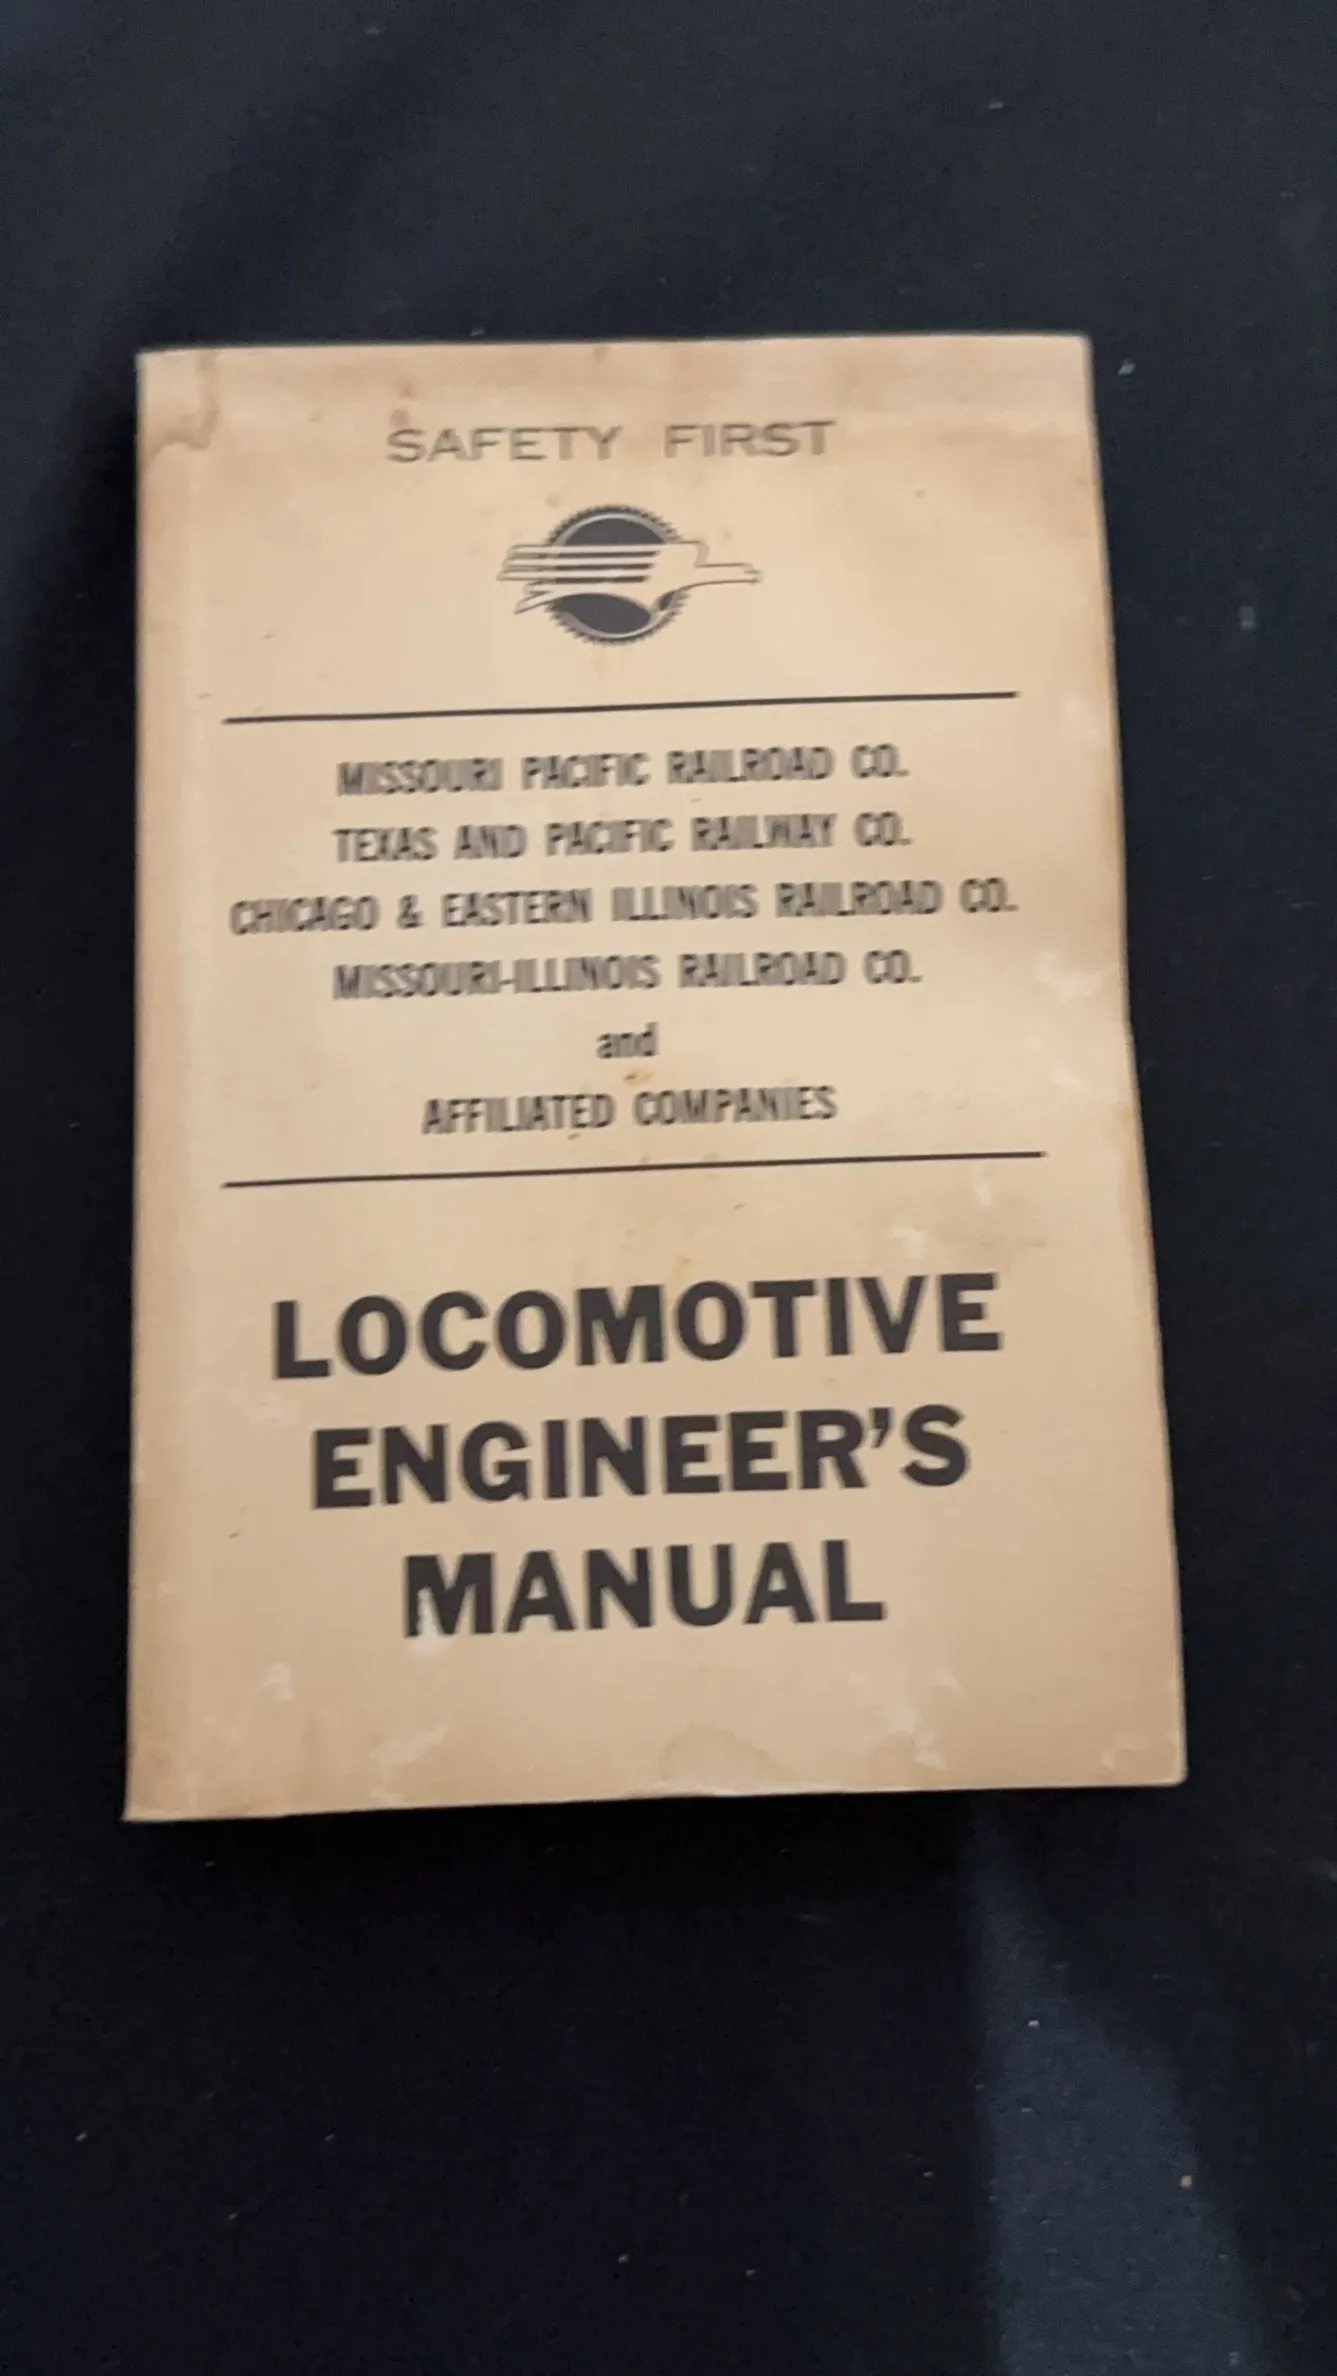 SAFETY FIRST
MISSOURI PACIFIC RAILROAD CO.
TEXAS AND PACIFIC RAILWAY CO.
CHICAGO & EASTERN ILLINOIS RAILROAD CO.
MISSOURI-ILLINOIS RAILROAD CO.
and
AFFILIATED COMPANIES
LOCOMOTIVE
ENGINEER'S
MANUAL